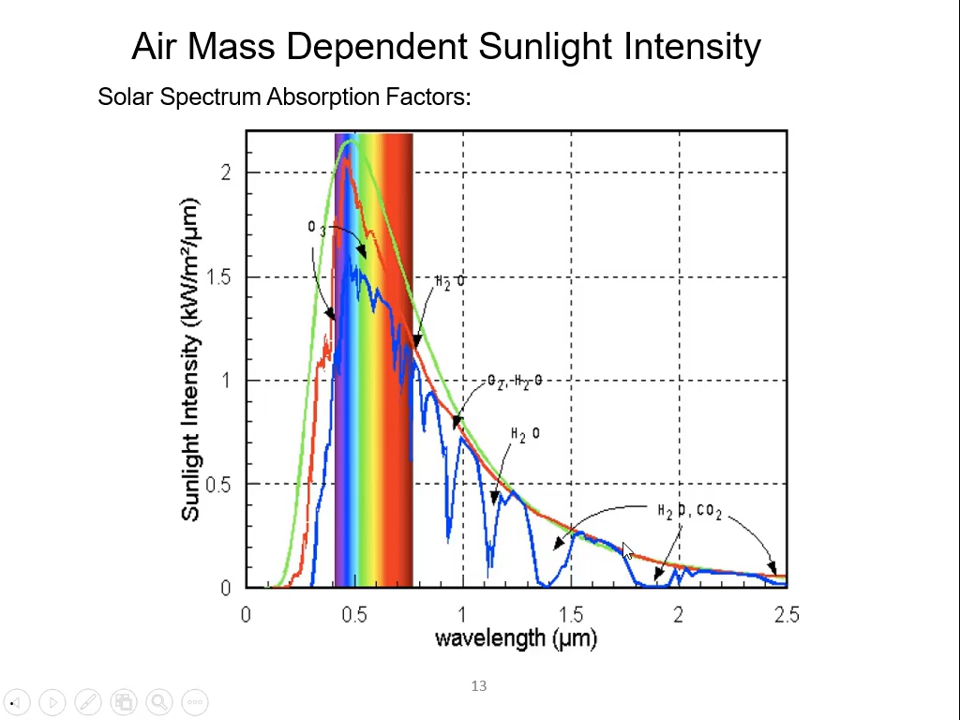 Air Mass Dependent Sunlight Intensity
Solar Spectrum Absorption Factors:
Sunlight Intensity (kW/m²/µm)
2
1.5
1
0.5
0
O₃
H₂O
O₂,H₂O
H₂O
H₂O,CO₂
0 0.5 1 1.5 2 2.5
wavelength (µm)
13